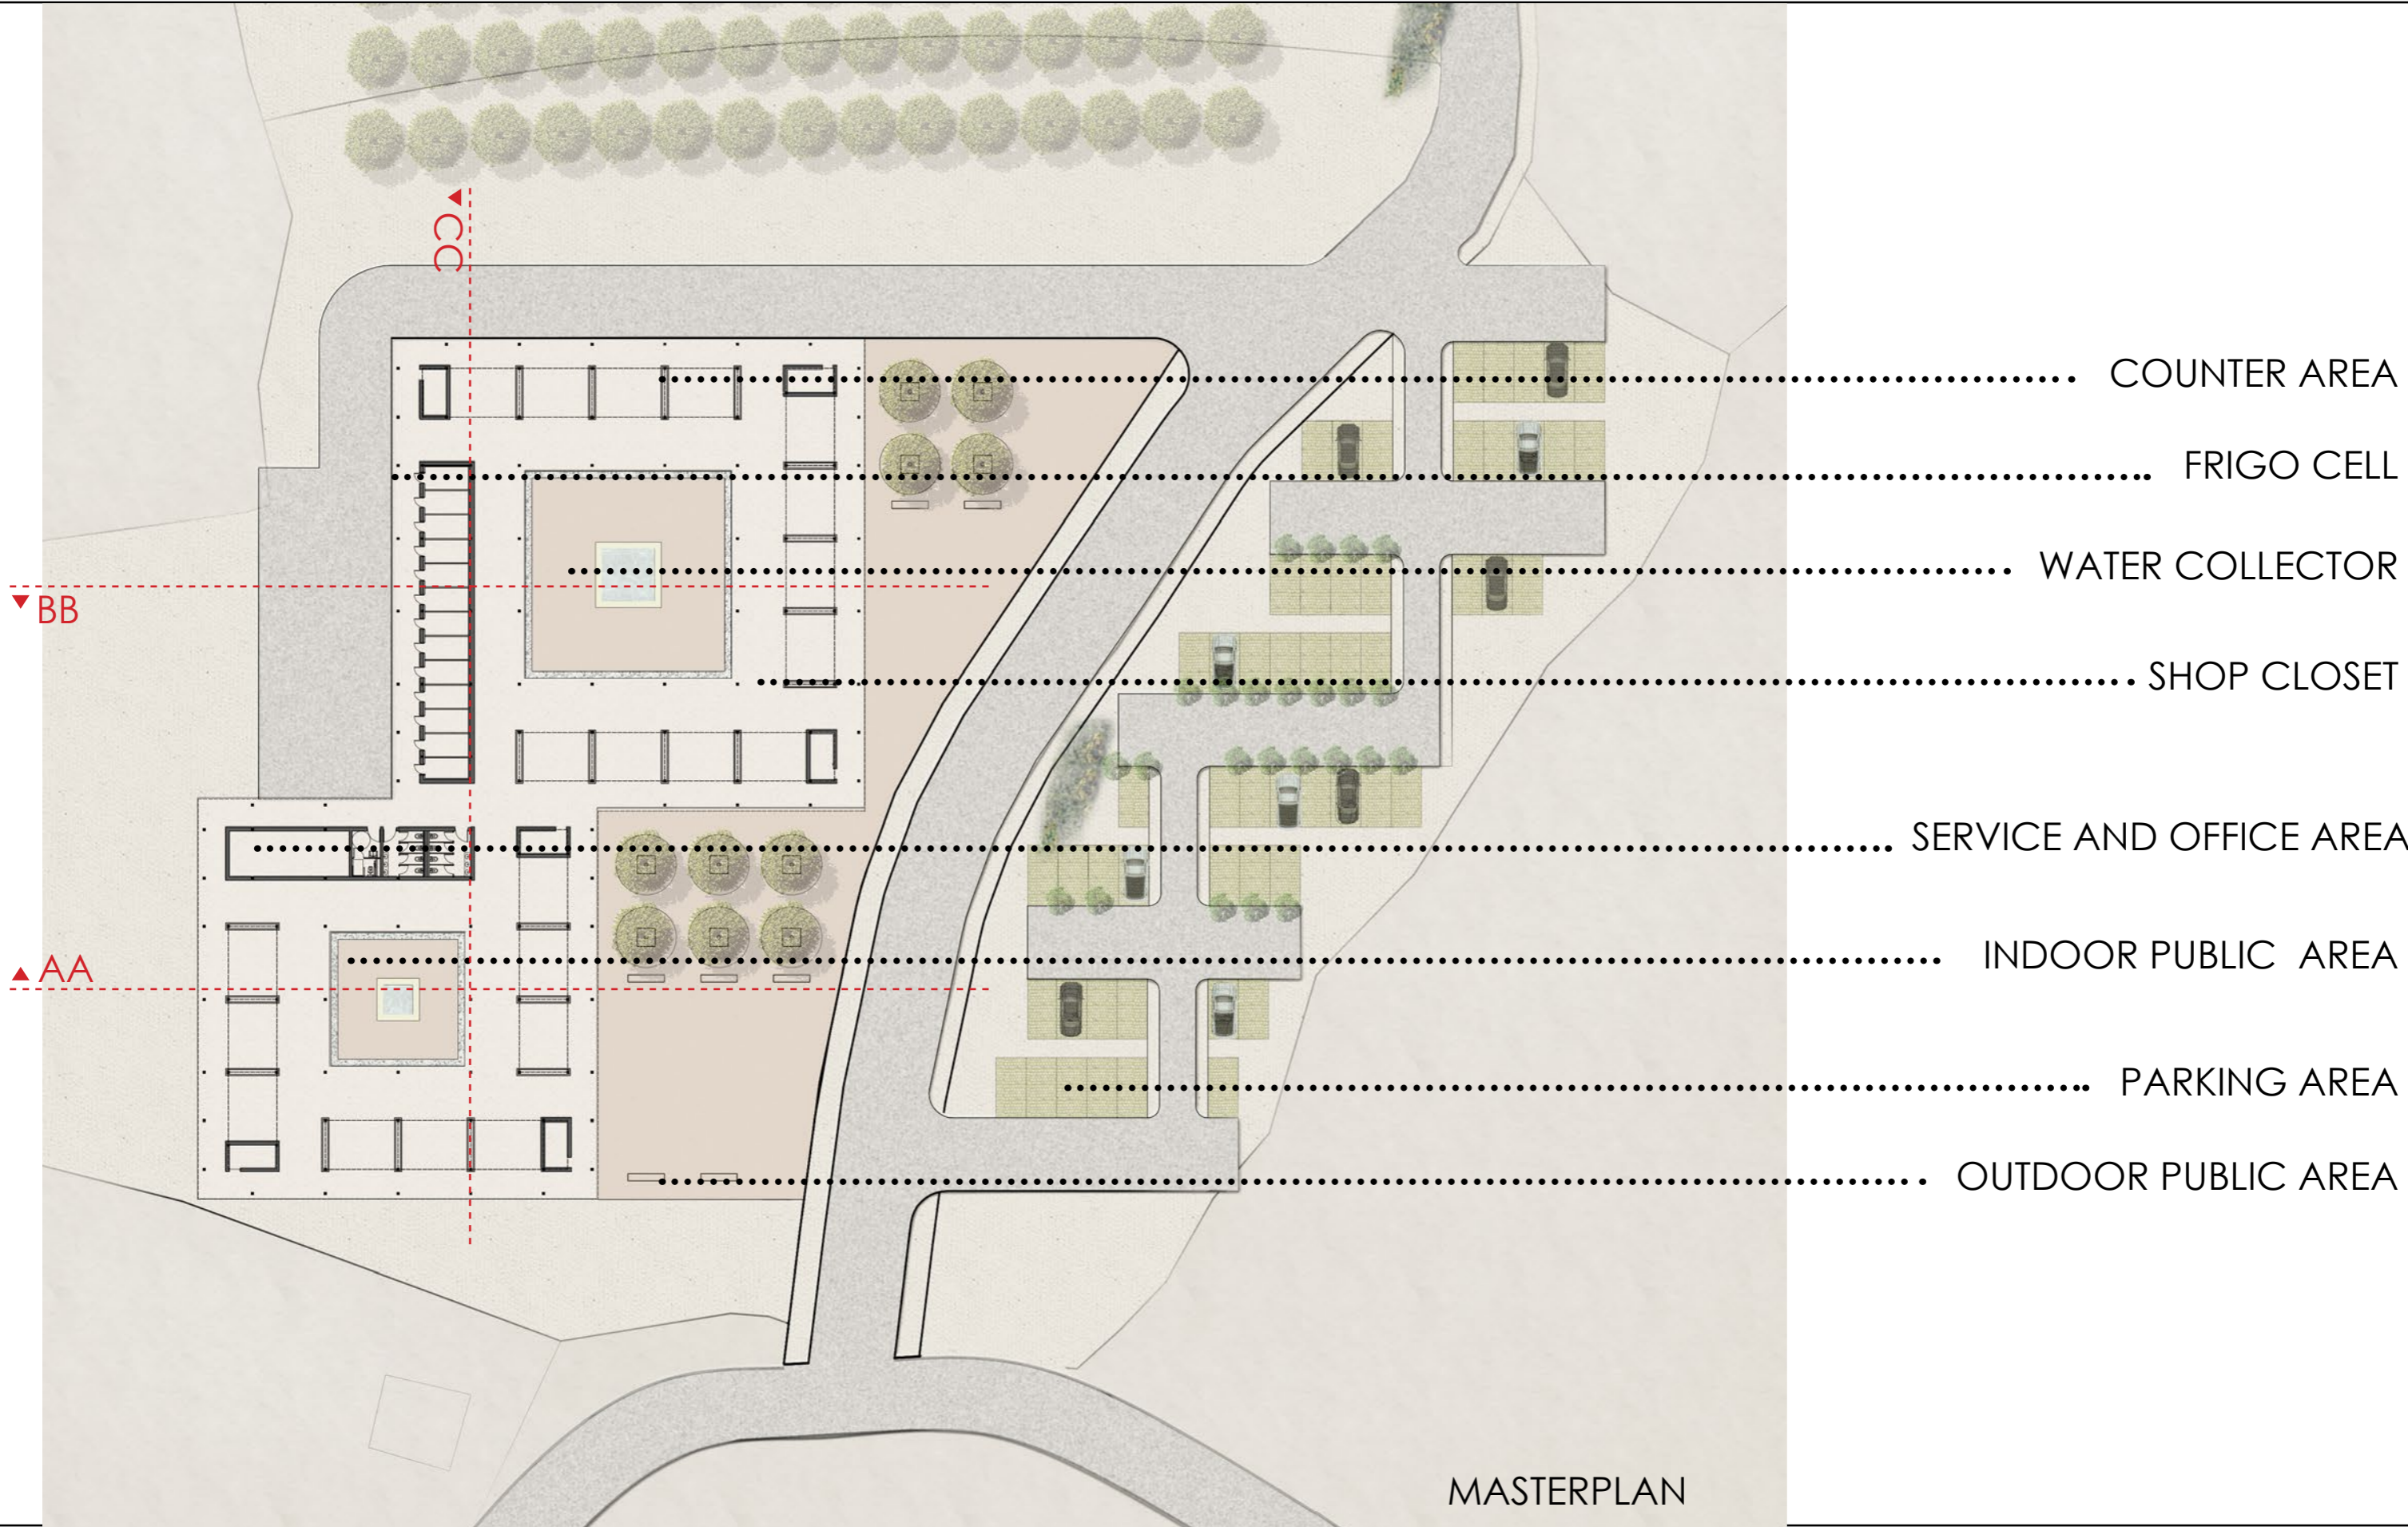 CC
COUNTER AREA
FRIGO CELL
WATER COLLECTOR
BB
SHOP CLOSET
SERVICE AND OFFICE AREA
INDOOR PUBLIC AREA
AA
PARKING AREA
OUTDOOR PUBLIC AREA
MASTERPLAN